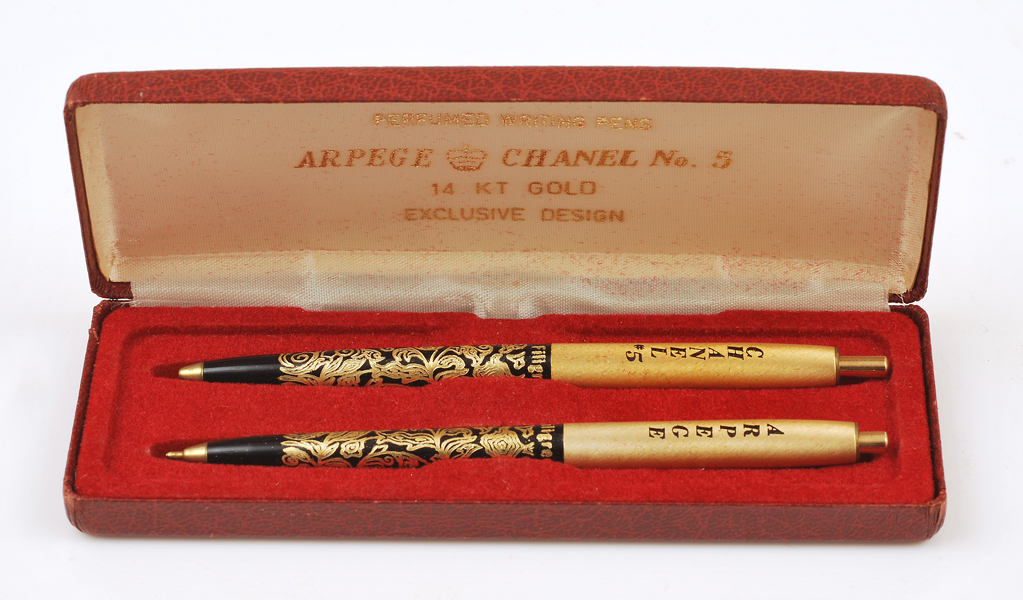 PERFUMED WRITING PENS
ARPEGE CHANEL No. 5
14 KT GOLD
EXCLUSIVE DESIGN
CHANEL
#5
ARPEGE